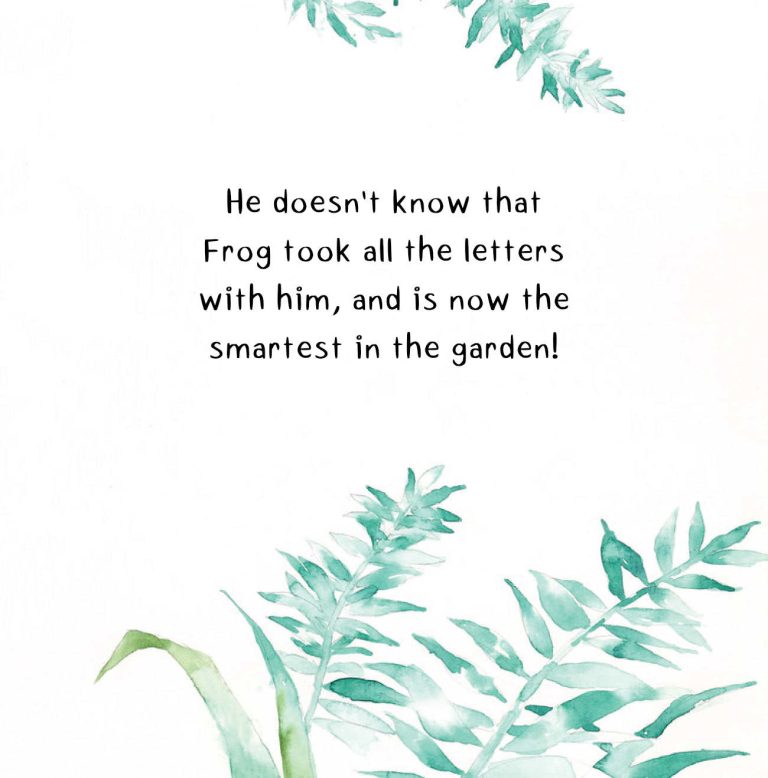 He doesn't know that
Frog took all the letters
with him, and is now the
smartest in the garden!